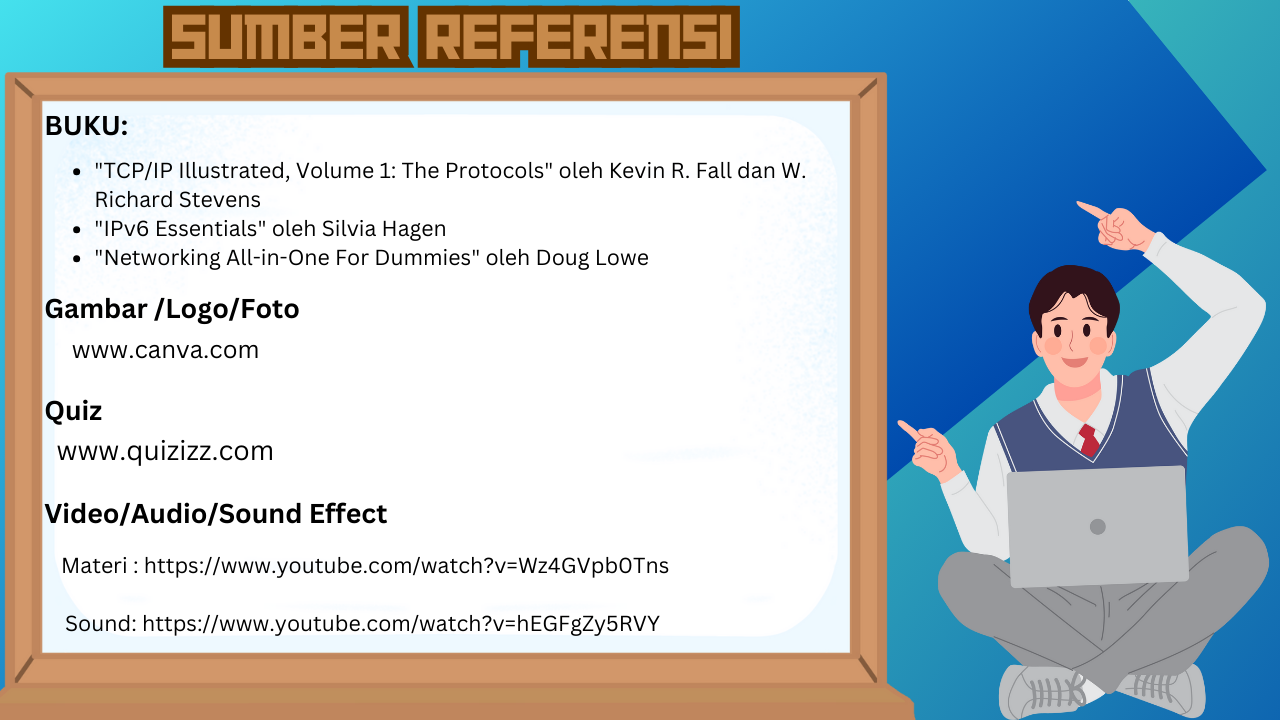 SUMBER REFERENSI
BUKU:
• "TCP/IP Illustrated, Volume 1: The Protocols" oleh Kevin R. Fall dan W.
Richard Stevens
• "IPv6 Essentials" oleh Silvia Hagen
• "Networking All-in-One For Dummies" oleh Doug Lowe
Gambar /Logo/Foto
www.canva.com
Quiz
www.quizizz.com
Video/Audio/Sound Effect
Materi : https://www.youtube.com/watch?v=Wz4GVpb0Tns
Sound: https://www.youtube.com/watch?v=hEGFgZy5RVY